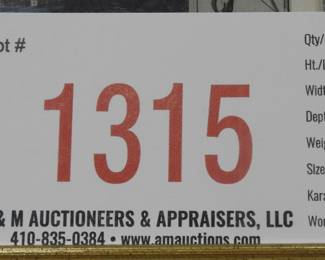 ot #
1315
& M AUCTIONEERS & APPRAISERS, LLC
410-835-0384 • www.amauctions.com
Qty/
Ht./
Widt
Dept
Weig
Size
Kara
Wor